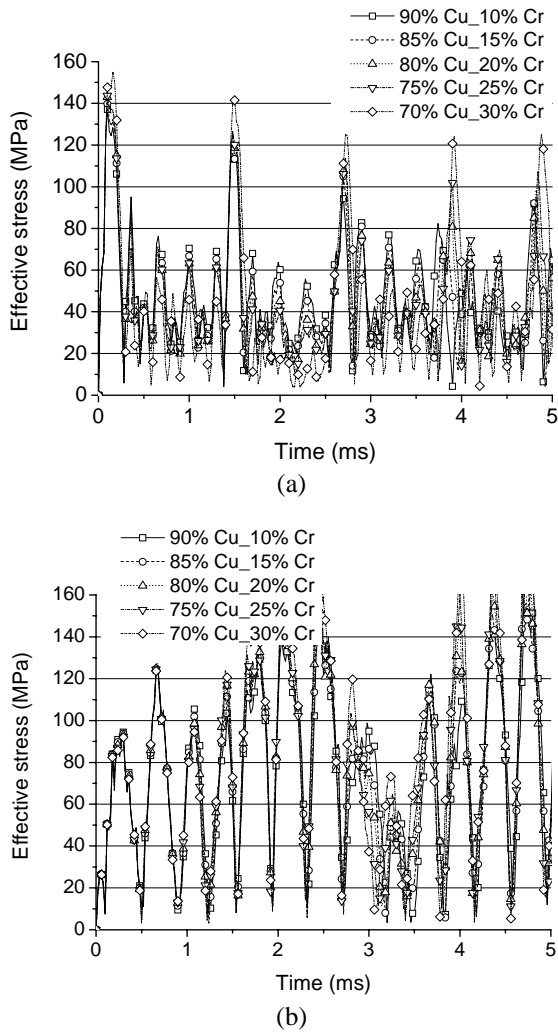 90% Cu_10% Cr
85% Cu_15% Cr
80% Cu_20% Cr
75% Cu_25% Cr
70% Cu_30% Cr
160
140
120
100
80
60
40
20
0
Effective stress (MPa)
0 1 2 3 4 5
Time (ms)
(a)
90% Cu_10% Cr
85% Cu_15% Cr
80% Cu_20% Cr
75% Cu_25% Cr
70% Cu_30% Cr
160
140
120
100
80
60
40
20
0
Effective stress (MPa)
0 1 2 3 4 5
Time (ms)
(b)